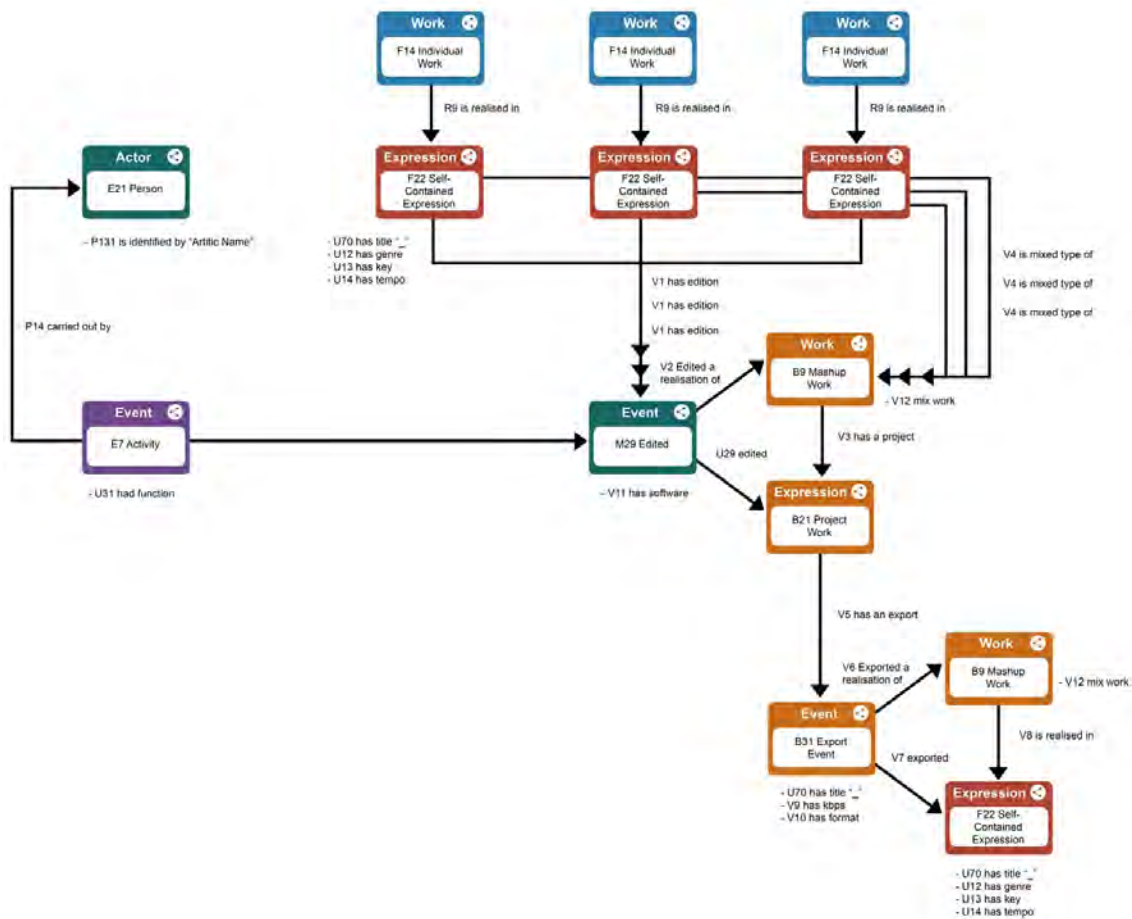 Work
Work
Work
F14 Individual
Work
F14 Individual
Work
F14 Individual
Work
R9 is realised in
R9 is realised in
R9 is realised in
Actor
E21 Person
- P131 is identified by "Artitic Name"
Expression
F22 Self-
Contained
Expression
Expression
F22 Self-
Contained
Expression
Expression
F22 Self-
Contained
Expression
- U70 has title "_"
- U12 has genre
- U13 has key
- U14 has tempo
V1 has edition
V1 has edition
V1 has edition
V4 is mixed type of
V4 is mixed type of
V4 is mixed type of
P14 carried out by
V2 Edited a
realisation of
Work
B9 Mashup
Work
- V12 mix work
Event
E7 Activity
- U31 had function
Event
M29 Edited
- V11 has software
U29 edited
V3 has a project
Expression
B21 Project
Work
V5 has an export
V6 Exported a
realisation of
Work
B9 Mashup
Work
- V12 mix work
Event
B31 Export
Event
- U70 has title "_"
- V9 has kbps
- V10 has format
V7 exported
V8 is realised in
Expression
F22 Self-
Contained
Expression
- U70 has title "_"
- U12 has genre
- U13 has key
- U14 has tempo